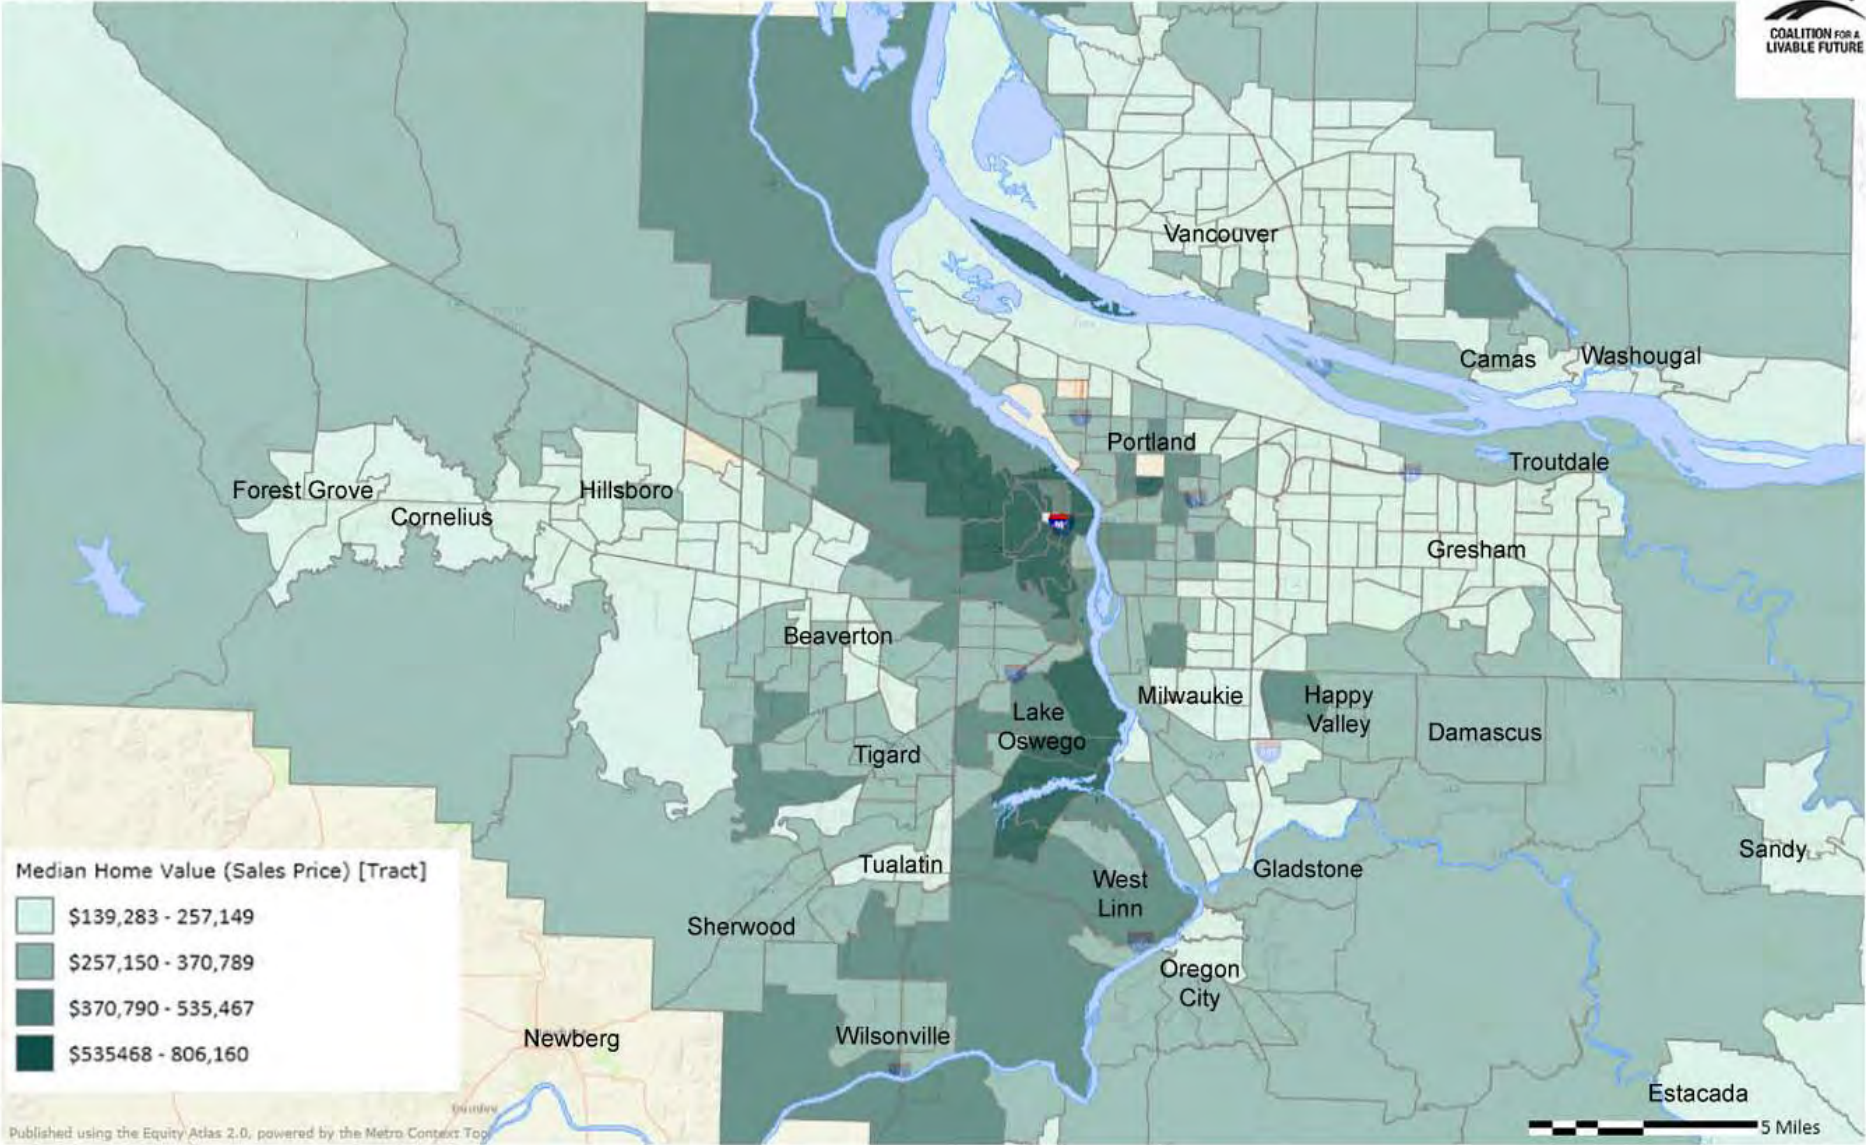 COALITION FOR A
LIVABLE FUTURE
Vancouver
Camas
Washougal
Portland
Troutdale
Forest Grove
Hillsboro
Cornelius
Gresham
Beaverton
Milwaukie
Happy
Valley
Lake
Oswego
Damascus
Tigard
Sandy
Tualatin
Gladstone
West
Linn
Sherwood
Oregon
City
Wilsonville
Newberg
Estacada
Median Home Value (Sales Price) [Tract]
$139,283 - 257,149
$257,150 - 370,789
$370,790 - 535,467
$535468 - 806,160
5 Miles
Published using the Equity Atlas 2.0, powered by the Metro Context Too